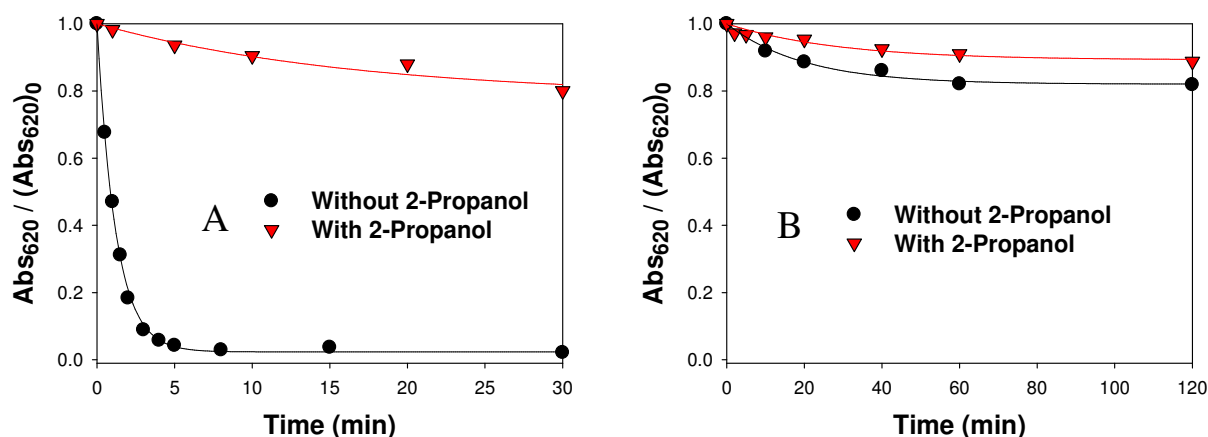 Abs620 / (Abs620)0
1.0
0.8
0.6
0.4
0.2
0.0
A
Without 2-Propanol
With 2-Propanol
0 5 10 15 20 25 30
Time (min)
Abs620 / (Abs620)0
1.0
0.8
0.6
0.4
0.2
0.0
B
Without 2-Propanol
With 2-Propanol
0 20 40 60 80 100 120
Time (min)